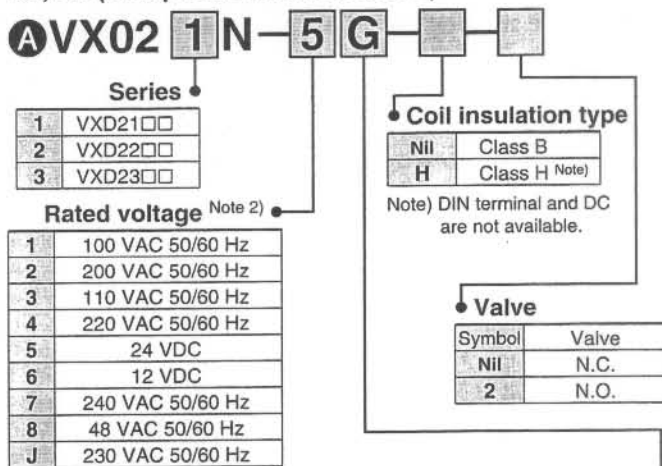 A VX02 1 N - 5 G - -
Series
1 VXD21□□
2 VXD22□□
3 VXD23□□
Rated voltage Note 2)
1 100 VAC 50/60 Hz
2 200 VAC 50/60 Hz
3 110 VAC 50/60 Hz
4 220 VAC 50/60 Hz
5 24 VDC
6 12 VDC
7 240 VAC 50/60 Hz
8 48 VAC 50/60 Hz
J 230 VAC 50/60 Hz
Coil insulation type
Nil Class B
H Class H Note)
Note) DIN terminal and DC
are not available.
Valve
Symbol Valve
Nil N.C.
2 N.O.